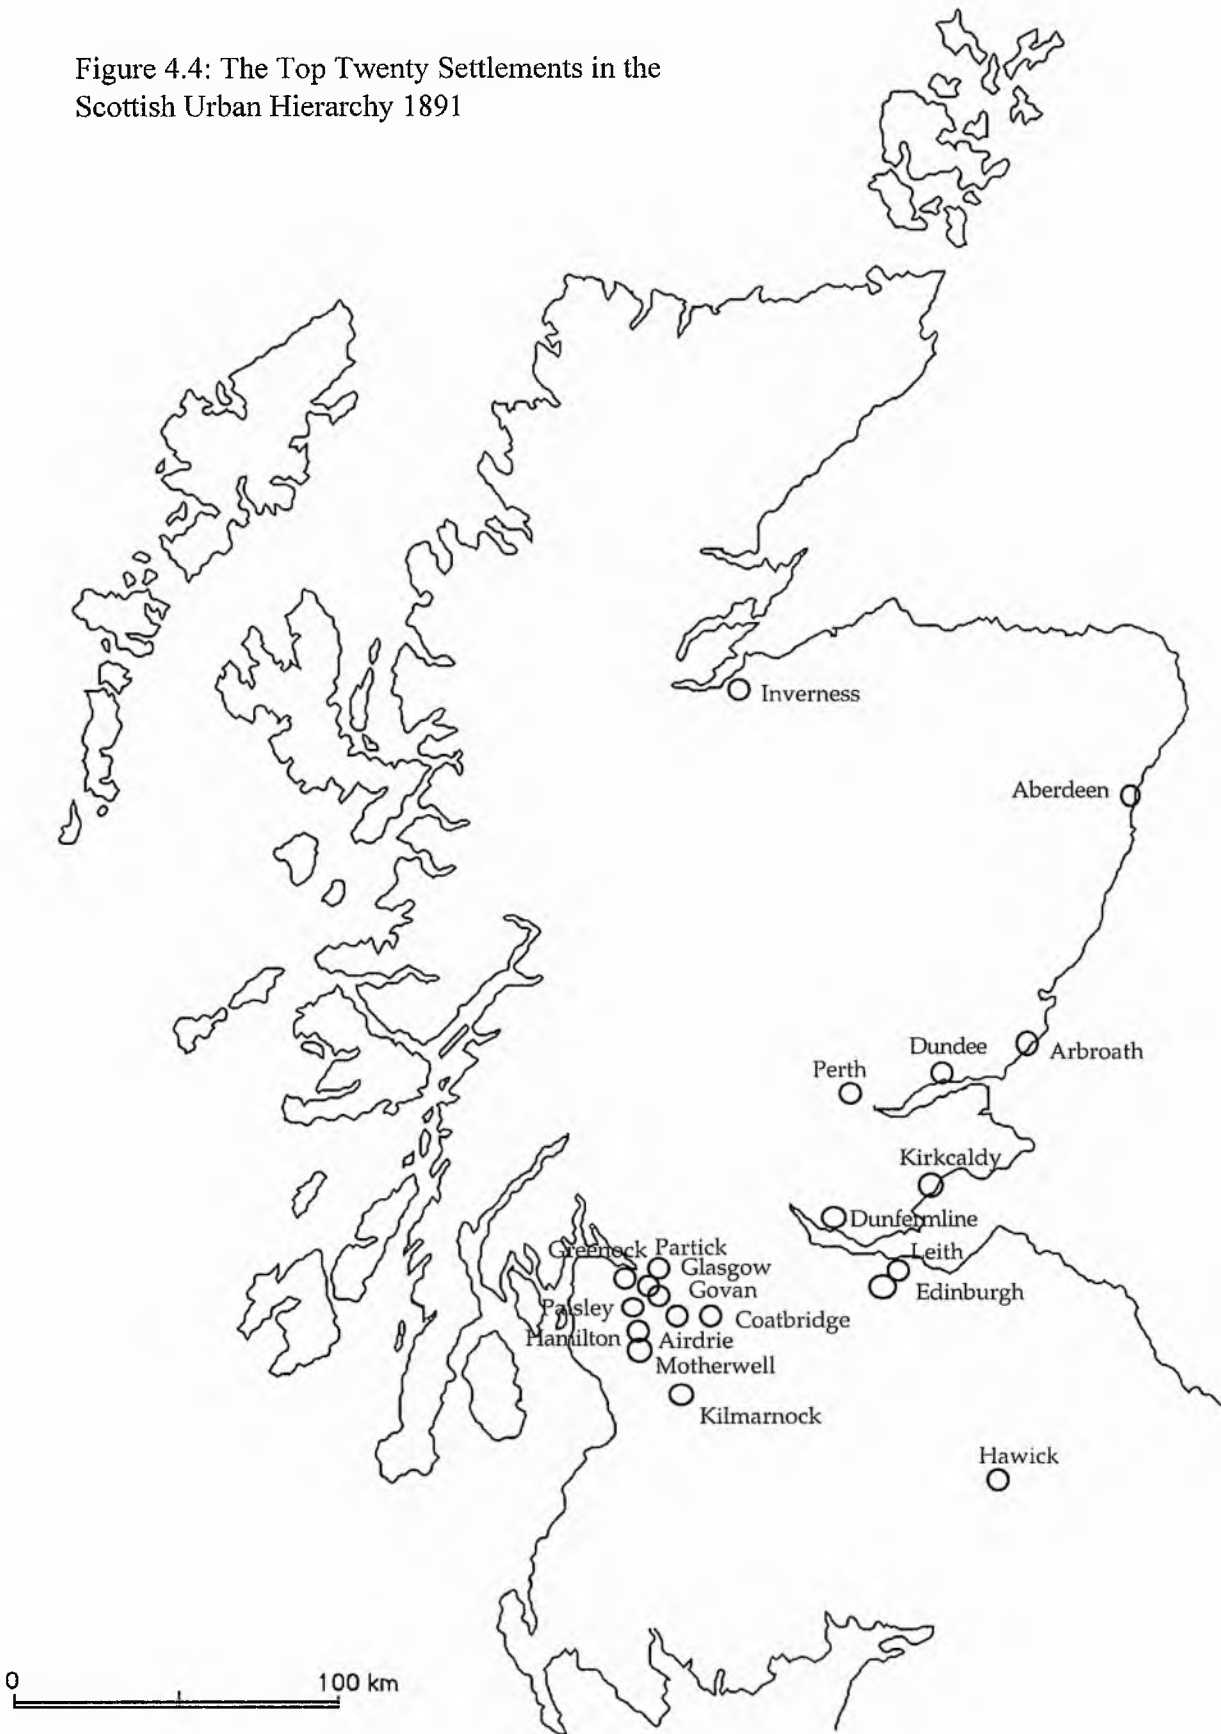 Figure 4.4: The Top Twenty Settlements in the
Scottish Urban Hierarchy 1891
Inverness
Aberdeen
Dundee
Arbroath
Perth
Kirkcaldy
Dunfermline
Leith
Edinburgh
Greenock
Partick
Glasgow
Govan
Paisley
Coatbridge
Hamilton
Airdrie
Motherwell
Kilmarnock
Hawick
0
100 km